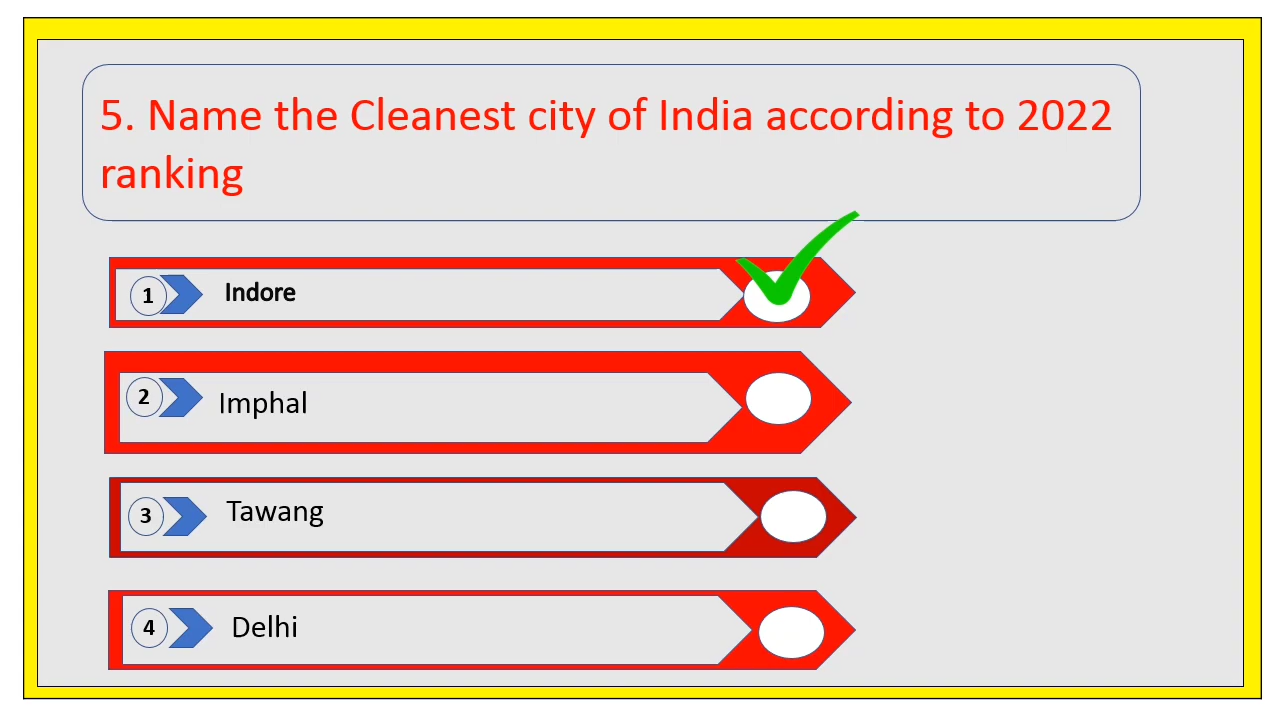 5. Name the Cleanest city of India according to 2022
ranking
1 Indore
2 Imphal
3 Tawang
4 Delhi